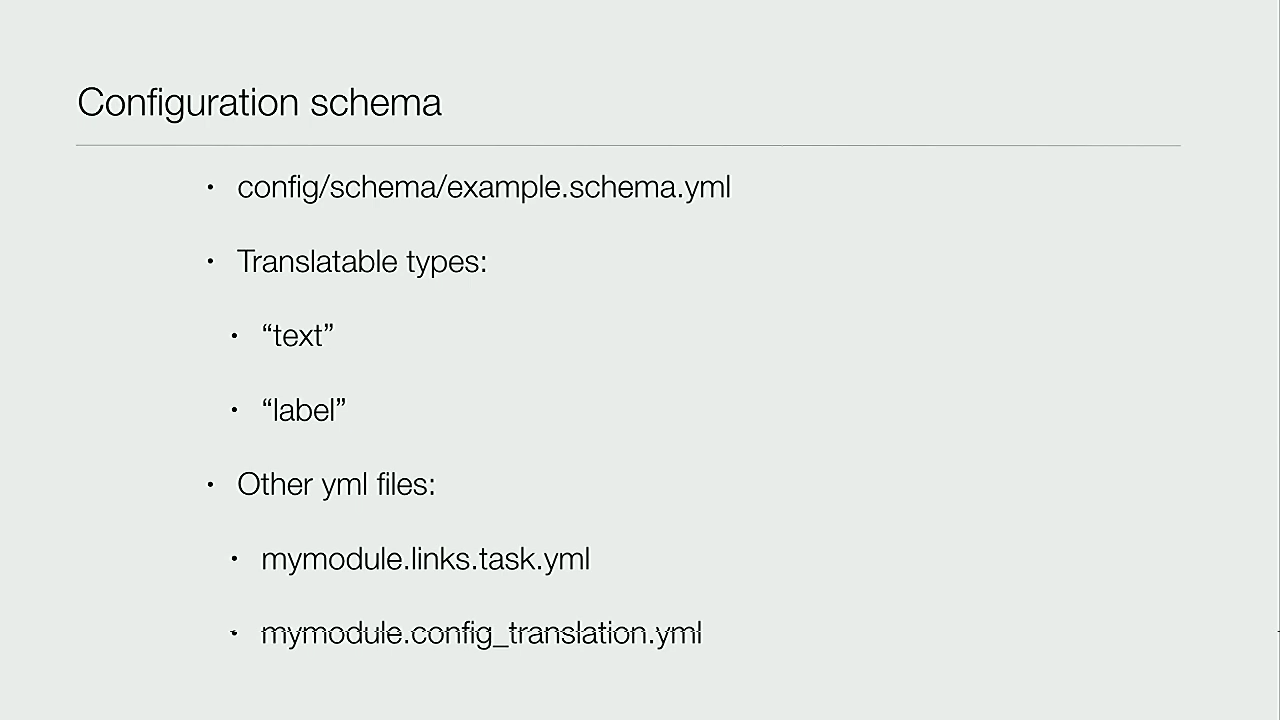 Configuration schema
• config/schema/example.schema.yml
• Translatable types:
• “text”
• “label”
• Other yml files:
• mymodule.links.task.yml
• mymodule.config_translation.yml